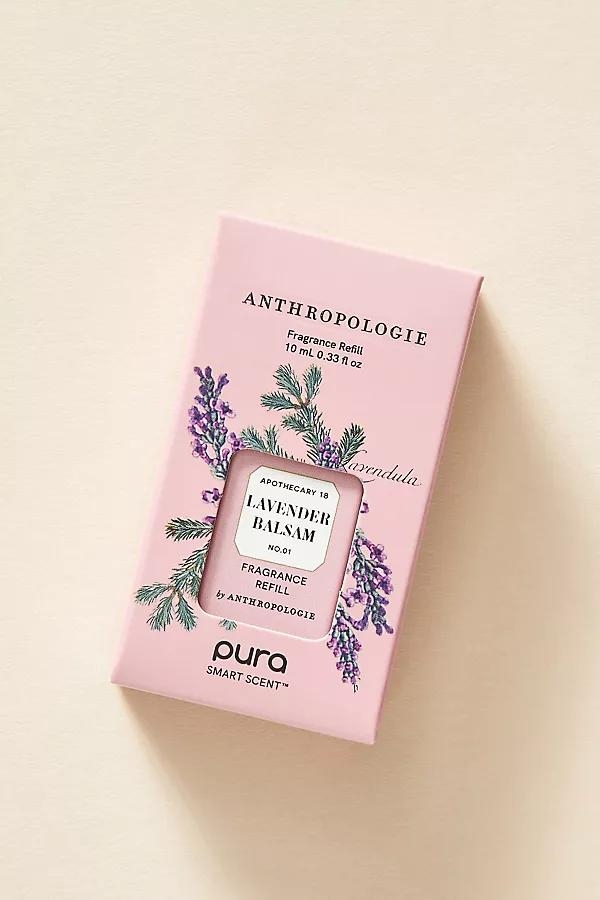 ANTHROPOLOGIE
Fragrance Refill
10 mL 0.33 fl oz
lavendula
APOTHECARY 18
LAVENDER
BALSAM
NO.01
FRAGRANCE
REFILL
by ANTHROPOLOGIE
pura
SMART SCENT™